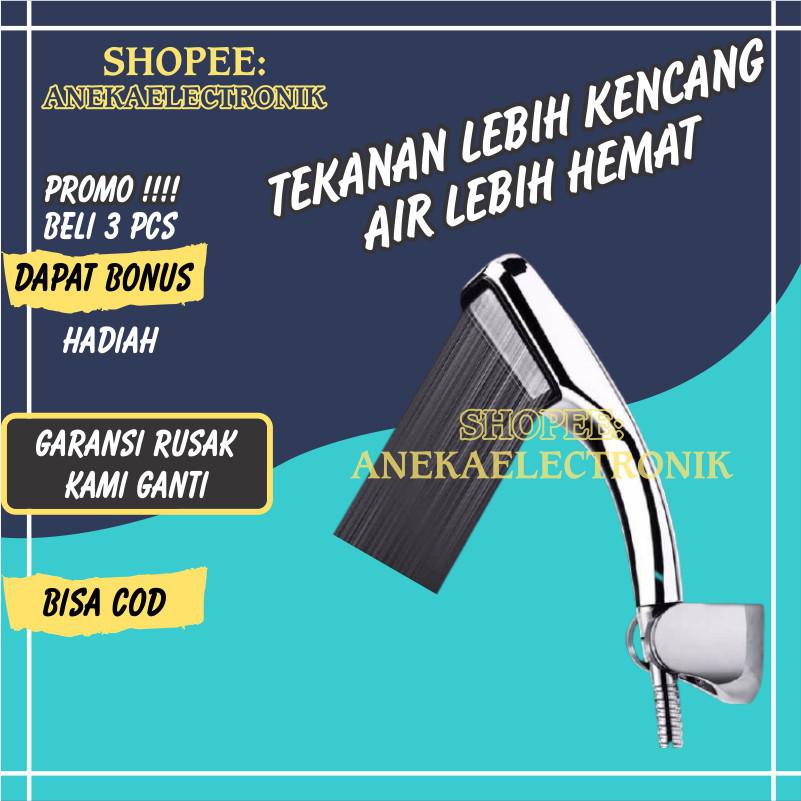 SHOPEE:
ANEKAELECTRONIK
TEKANAN LEBIH KENCANG
AIR LEBIH HEMAT
PROMO !!!!
BELI 3 PCS
DAPAT BONUS
HADIAH
GARANSI RUSAK
KAMI GANTI
BISA COD
SHOPEE:
ANEKAELECTRONIK